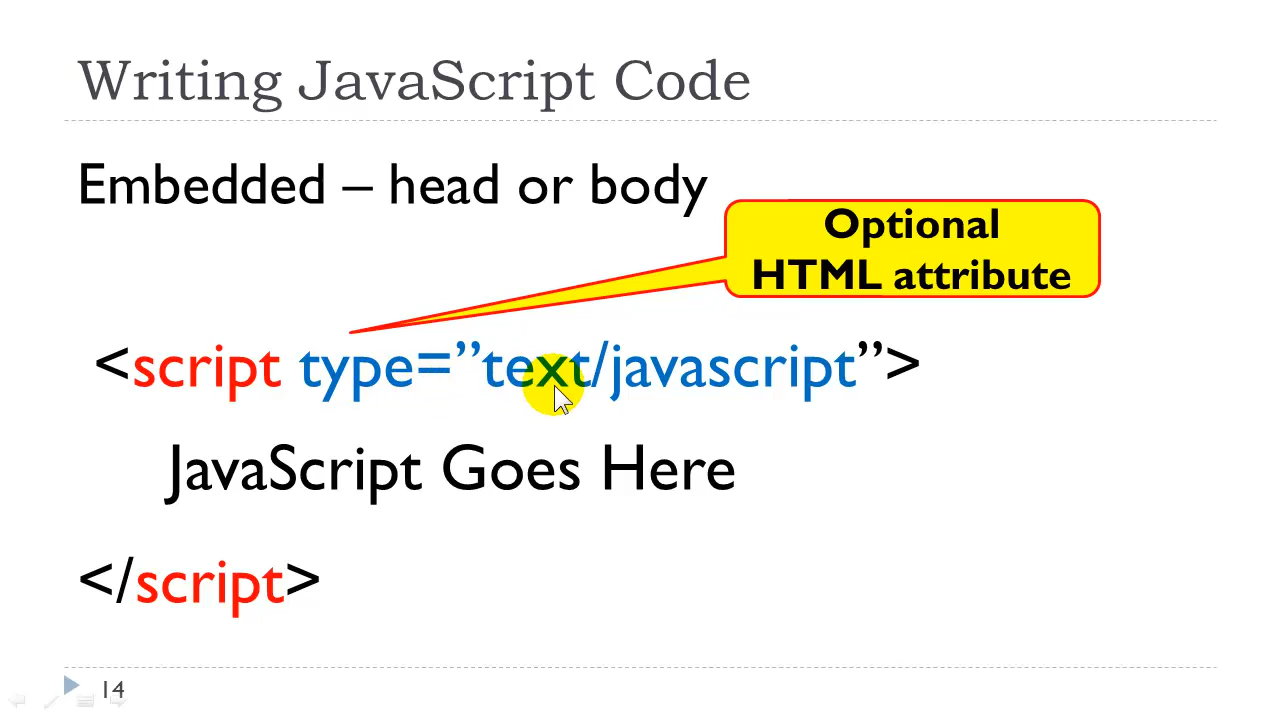 Writing JavaScript Code
Embedded – head or body
Optional
HTML attribute
<script type=”text/javascript”>
JavaScript Goes Here
</script>
14